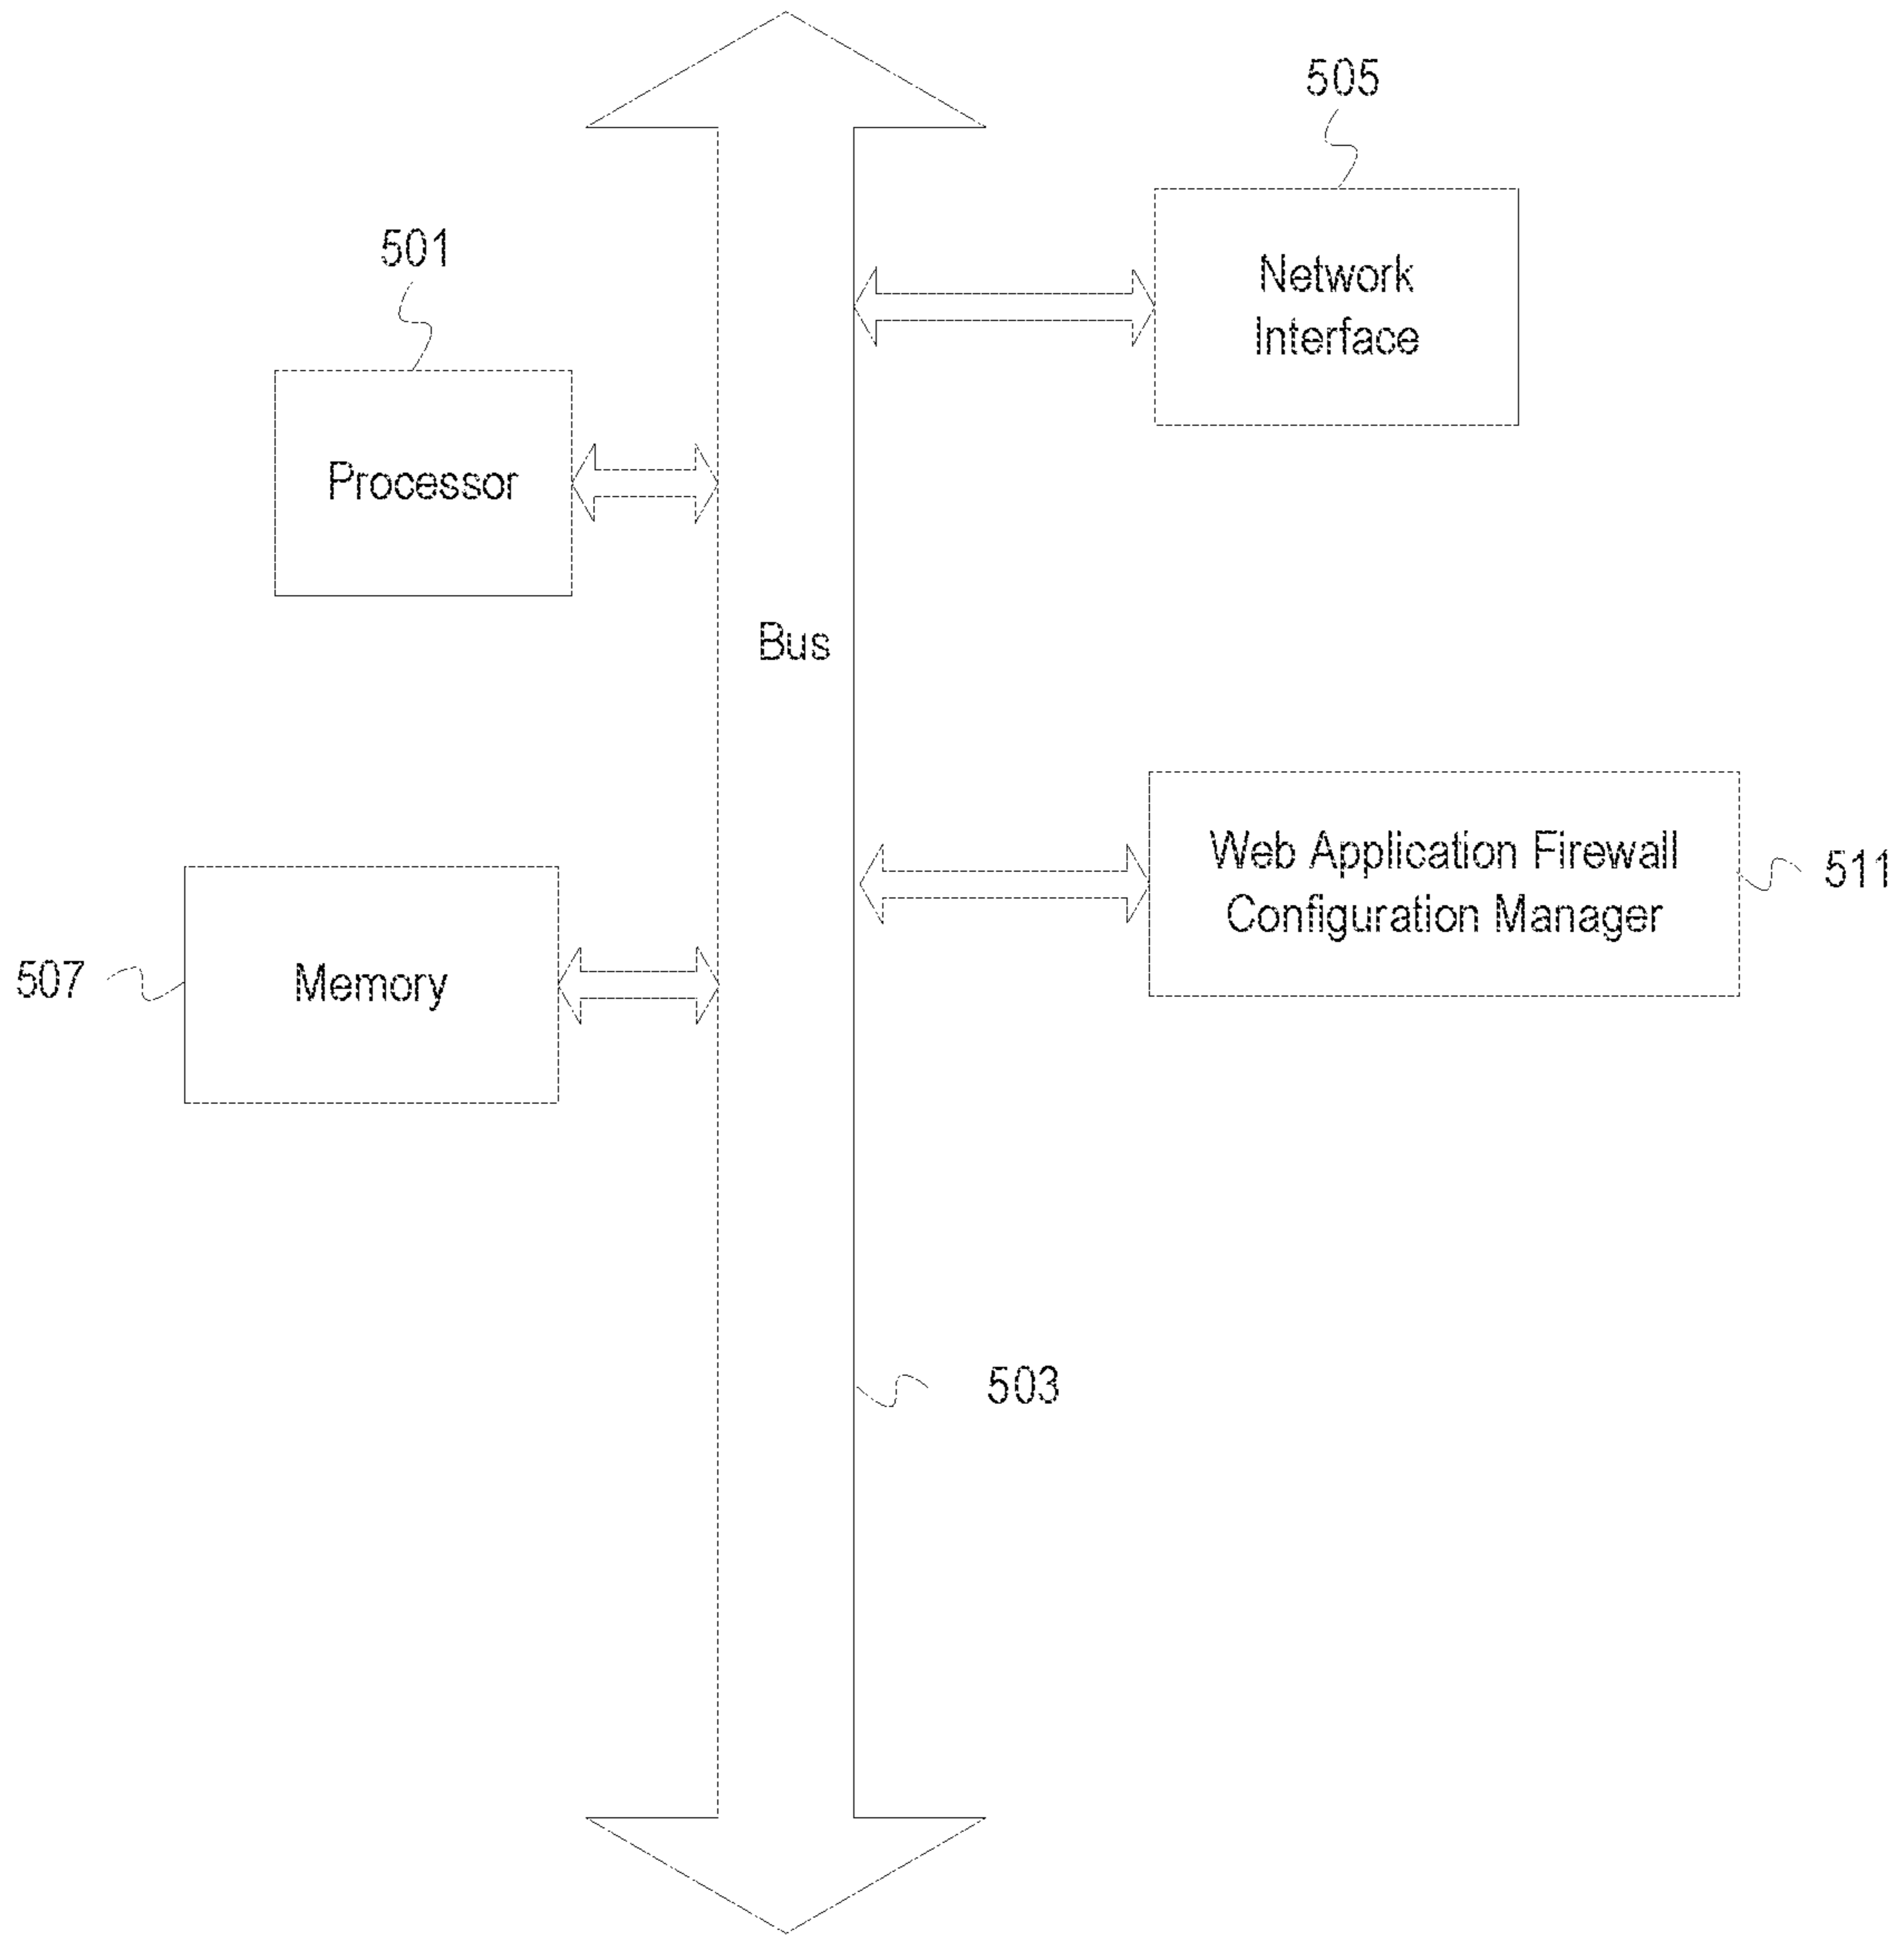 505
501
Network
Interface
Processor
Bus
Web Application Firewall
Configuration Manager
511
507
Memory
503